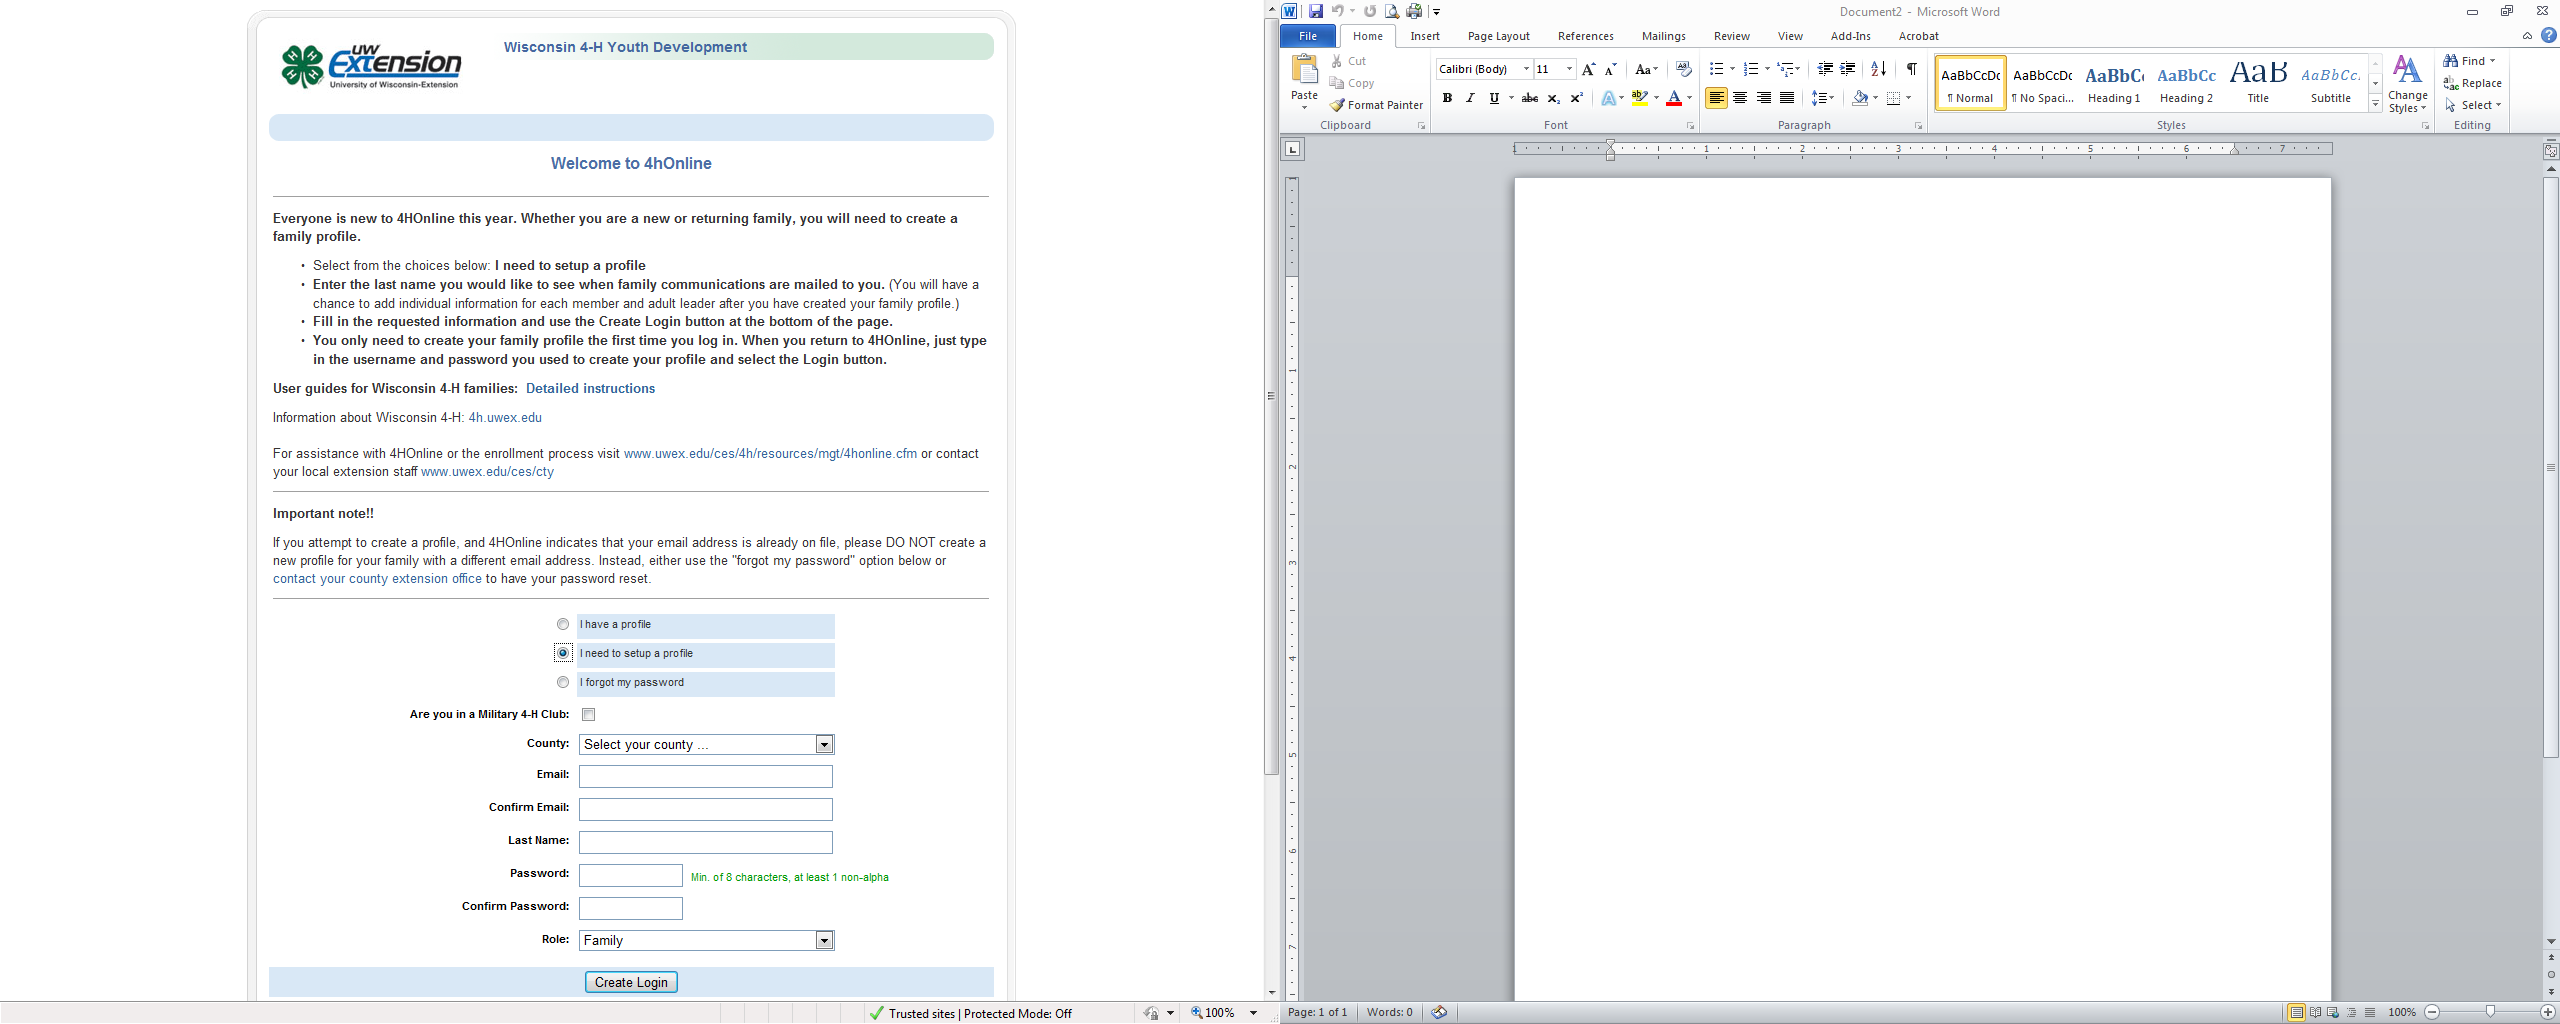 UW
Extension
University of Wisconsin-Extension
Wisconsin 4-H Youth Development
Welcome to 4hOnline
Everyone is new to 4HOnline this year. Whether you are a new or returning family, you will need to create a
family profile.
• Select from the choices below: I need to setup a profile
• Enter the last name you would like to see when family communications are mailed to you. (You will have a
chance to add individual information for each member and adult leader after you have created your family profile.)
• Fill in the requested information and use the Create Login button at the bottom of the page.
• You only need to create your family profile the first time you log in. When you return to 4HOnline, just type
in the username and password you used to create your profile and select the Login button.
User guides for Wisconsin 4-H families: Detailed instructions
Information about Wisconsin 4-H: 4h.uwex.edu
For assistance with 4HOnline or the enrollment process visit www.uwex.edu/ces/4h/resources/mgt/4honline.cfm or contact
your local extension staff www.uwex.edu/ces/cty
Important note!!
If you attempt to create a profile, and 4HOnline indicates that your email address is already on file, please DO NOT create a
new profile for your family with a different email address. Instead, either use the "forgot my password" option below or
contact your county extension office to have your password reset.
I have a profile
I need to setup a profile
I forgot my password
Are you in a Military 4-H Club:
County: Select your county ...
Email:
Confirm Email:
Last Name:
Password: Min. of 8 characters, at least 1 non-alpha
Confirm Password:
Role: Family
Create Login
Trusted sites | Protected Mode: Off 100%
Document2 - Microsoft Word
File Home Insert Page Layout References Mailings Review View Add-Ins Acrobat
Paste
Cut
Copy
Format Painter
Clipboard
Calibri (Body) 11
Font
Paragraph
AaBbCcDc AaBbCcDc AaBbC AaBbCc AaB AaBbCc.
¶ Normal ¶ No Spaci... Heading 1 Heading 2 Title Subtitle
Change
Styles
Styles
Find
Replace
Select
Editing
1 1 2 3 4 5 6 7
1
2
3
4
5
6
7
Page: 1 of 1 Words: 0 100%